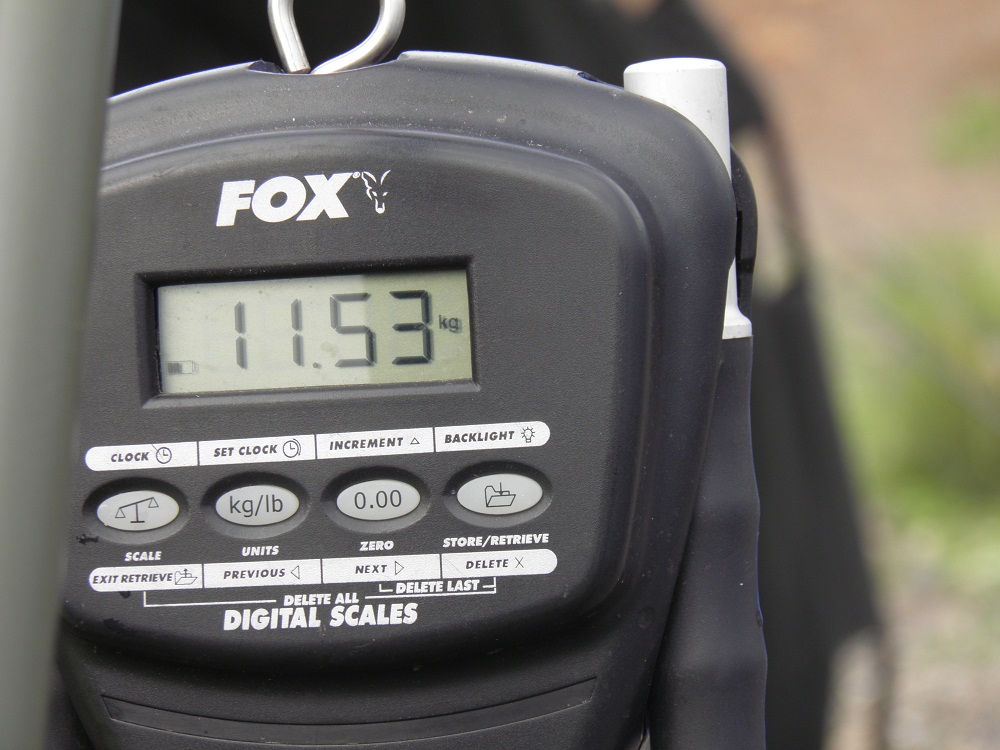 FOX®
11.53 kg
CLOCK SET CLOCK INCREMENT BACKLIGHT
kg/lb 0.00
SCALE UNITS ZERO STORE/RETRIEVE
EXIT RETRIEVE PREVIOUS NEXT DELETE X
DELETE ALL DELETE LAST
DIGITAL SCALES